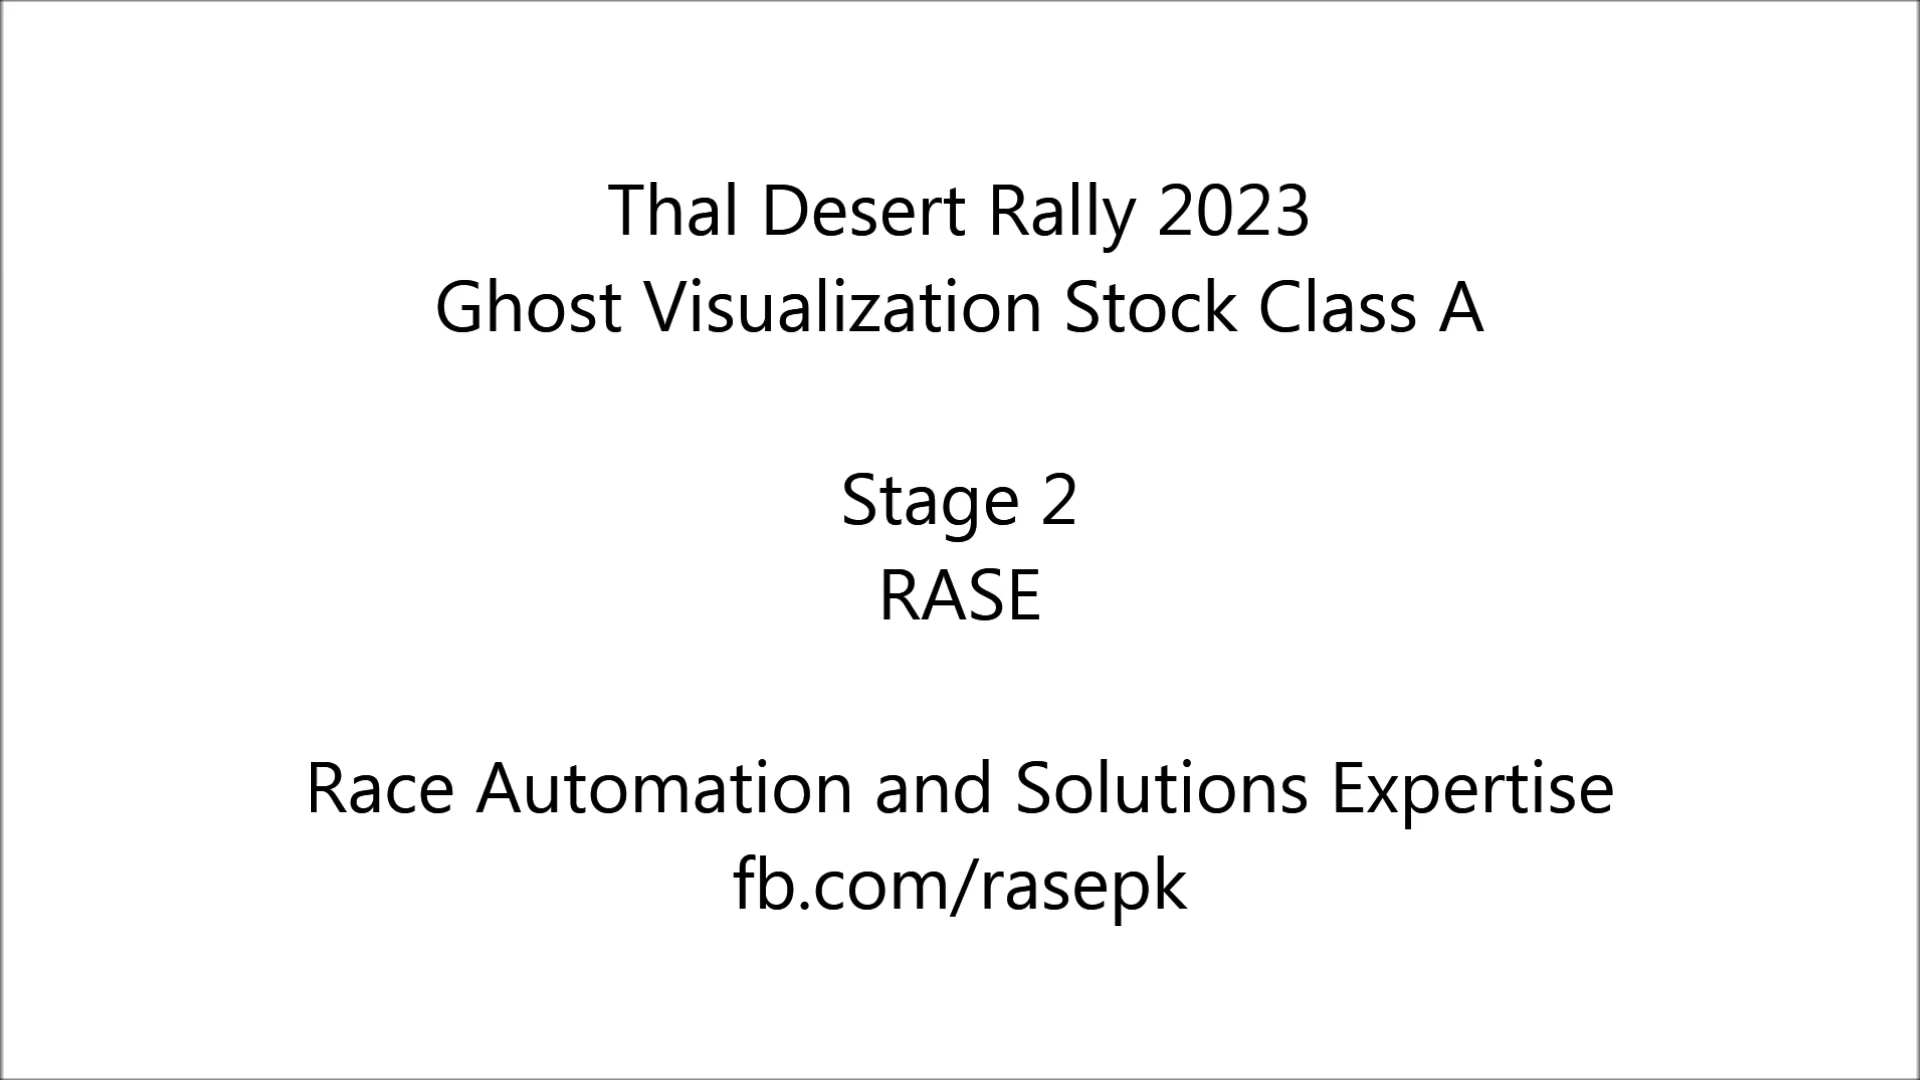 Thal Desert Rally 2023
Ghost Visualization Stock Class A
Stage 2
RASE
Race Automation and Solutions Expertise
fb.com/rasepk